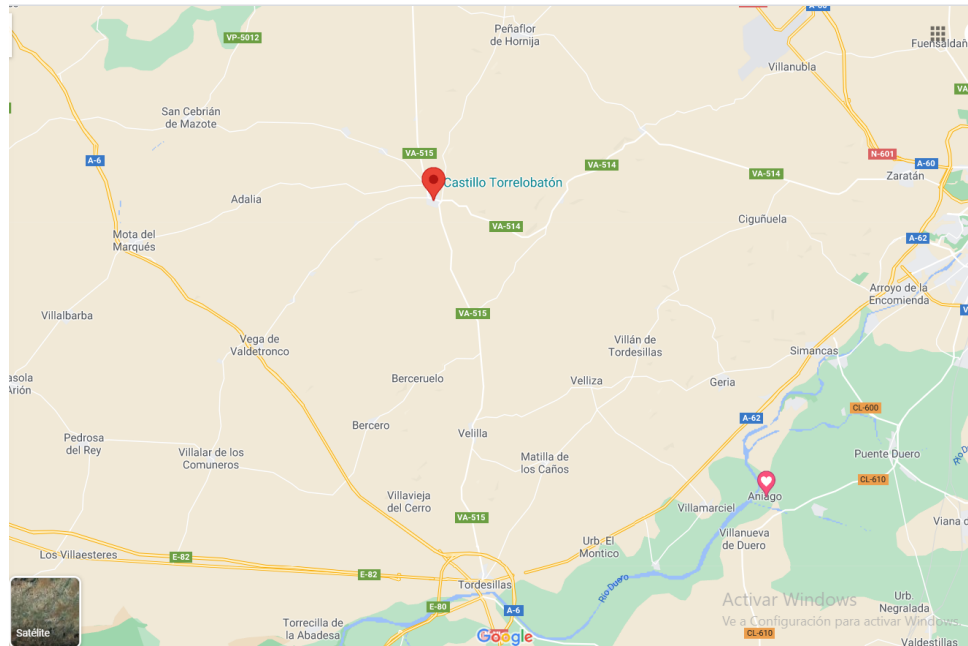 A-60
Peñaflor
de Hornija
VP-5012
Villanubla
San Cebrián
de Mazote
N-601
A-6
VA-515
VA-514
VA-514
A-60
Zaratán
Castillo Torrelobatón
Adalia
Ciguñuela
VA-514
Mota del
Marqués
A-62
Arroyo de la
Encomienda
Villalbarba
VA-515
Vega de
Valdetronco
Villán de
Tordesillas
Simancas
Berceruelo
Velliza
Geria
CL-600
A-62
Bercero
Velilla
Pedrosa
del Rey
Villalar de los
Comuneros
Matilla de
los Caños
Puente Duero
CL-610
Villavieja
del Cerro
Aniago
Villamarciel
VA-515
Viana d
Villanueva
de Duero
Urb. El
Montico
Los Villaesteres
E-82
E-82
Tordesillas
Río Duero
Activar Windows
Ve a Configuración para activar Windows.
Urb.
Negralada
E-80
A-6
Torrecilla de
la Abadesa
Google
CL-610
Valdestillas
Satélite